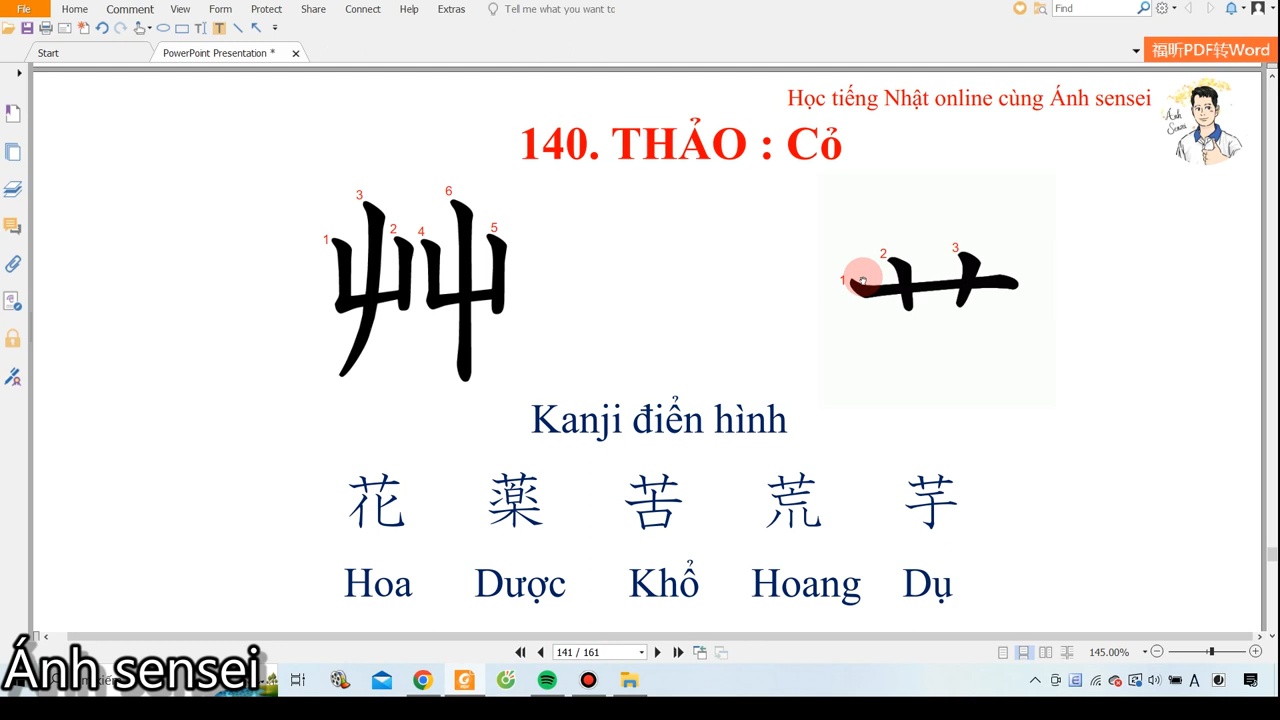 File Home Comment View Form Protect Share Connect Help Extras Tell me what you want to Find
Start PowerPoint Presentation * 福昕PDF转Word
Học tiếng Nhật online cùng Ánh sensei
Ánh Sensei
140. THẢO : Cỏ
艸 艹
1 2 3 4 5 6
1 2 3
Kanji điển hình
花 薬 苦 荒 芋
Hoa Dược Khổ Hoang Dụ
141 / 161
145.00%
Ánh sensei